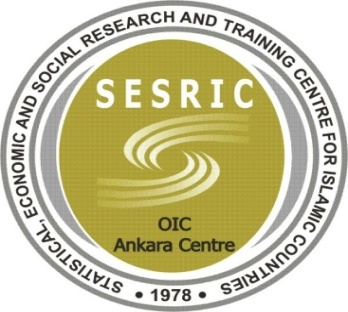 STATISTICAL, ECONOMIC AND SOCIAL RESEARCH AND TRAINING CENTRE FOR ISLAMIC COUNTRIES
SESRIC
OIC
Ankara Centre
• 1978 •